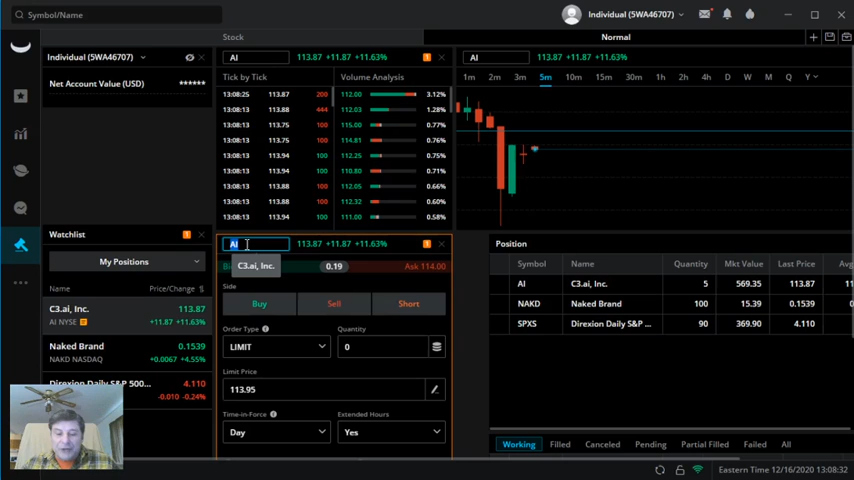 Symbol/Name
Individual (5WA46707)
Stock
Normal
Individual (5WA46707)
Net Account Value (USD) ******
AI 113.87 +11.87 +11.63% 1
Tick by Tick Volume Analysis
13:08:25 113.87 200 112.00 3.12%
13:08:13 113.88 444 112.03 1.28%
13:08:13 113.75 100 115.00 0.77%
13:08:13 113.75 100 114.81 0.76%
13:08:13 113.94 100 112.25 0.75%
13:08:13 113.94 100 110.80 0.71%
13:08:13 113.88 100 112.05 0.66%
13:08:13 113.88 100 112.32 0.60%
13:08:13 113.94 100 111.00 0.58%
AI 113.87 +11.87 +11.63%
1m 2m 3m 5m 10m 15m 30m 1h 2h 4h D W M Q Y
Watchlist 1
My Positions
Name Price/Change
C3.ai, Inc. 113.87
AI NYSE +11.87 +11.63%
Naked Brand 0.1539
NAKD NASDAQ +0.0067 +4.55%
Direxion Daily S&P 500... 4.110
-0.010 -0.24%
AI 113.87 +11.87 +11.63% 1
C3.ai, Inc. 0.19 Ask 114.00
Side
Buy Sell Short
Order Type Quantity
LIMIT 0
Limit Price
113.95
Time-in-Force Extended Hours
Day Yes
Position
Symbol Name Quantity Mkt Value Last Price
AI C3.ai, Inc. 5 569.35 113.87
NAKD Naked Brand 100 15.39 0.1539
SPXS Direxion Daily S&P ... 90 369.90 4.110
Working Filled Canceled Pending Partial Filled Failed All
Eastern Time 12/16/2020 13:08:32